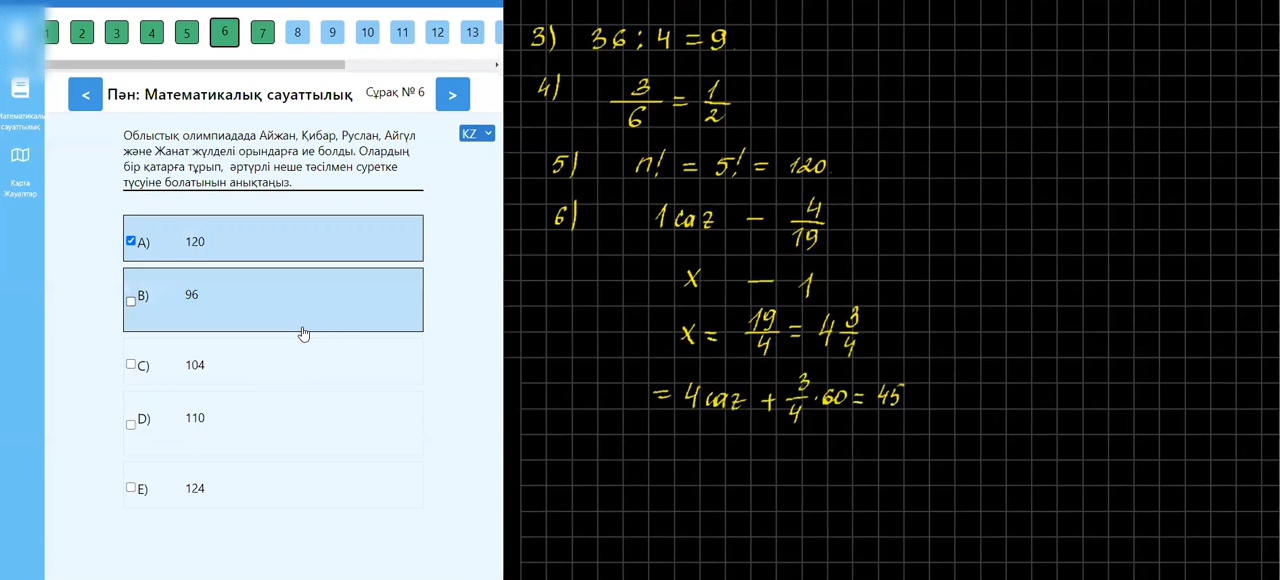 1 2 3 4 5 6 7 8 9 10 11 12 13
< Пән: Математикалық сауаттылық Сұрақ № 6 >
Математикалық сауаттылық
Карта Жауаптар
KZ
Облыстық олимпиадада Айжан, Қибар, Руслан, Айгүл
және Жанат жүлделі орындарға ие болды. Олардың
бір қатарға тұрып, әртүрлі неше тәсілмен суретке
түсуіне болатынын анықтаңыз.
A) 120
B) 96
C) 104
D) 110
E) 124
3) 36 : 4 = 9
4) 3/6 = 1/2
5) n! = 5! = 120
6) 1 саг — 4/19
x — 1
x = 19/4 = 4 3/4
= 4 саг + 3/4 · 60 = 45